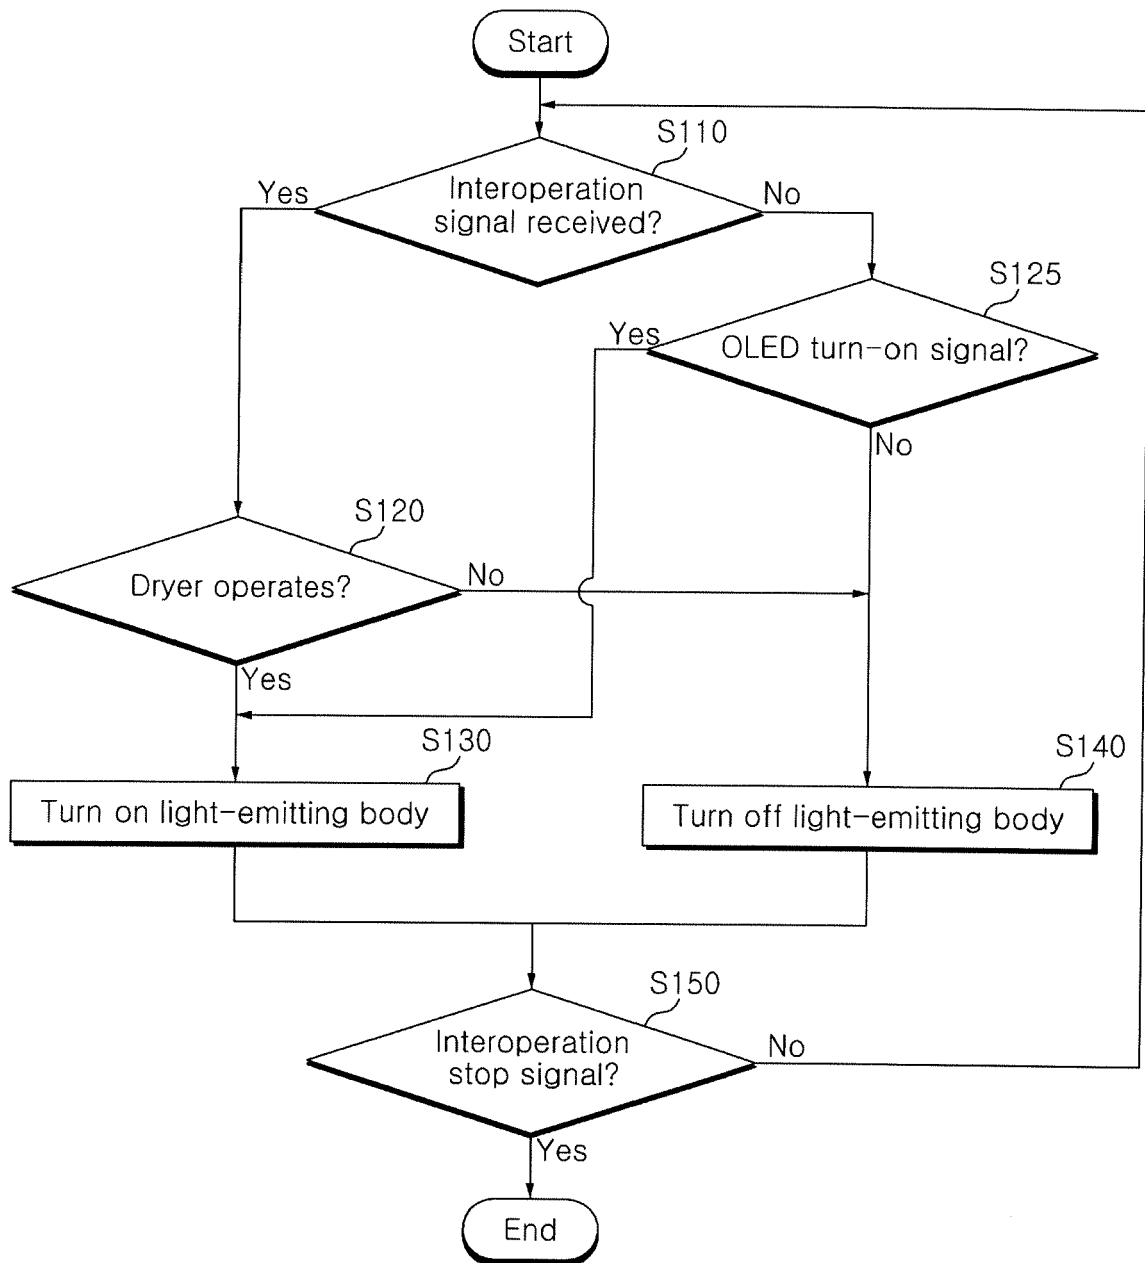 Start
S110
Interoperation
signal received?
Yes
No
S125
OLED turn-on signal?
Yes
No
S120
Dryer operates?
No
Yes
S130
Turn on light-emitting body
S140
Turn off light-emitting body
S150
Interoperation
stop signal?
No
Yes
End